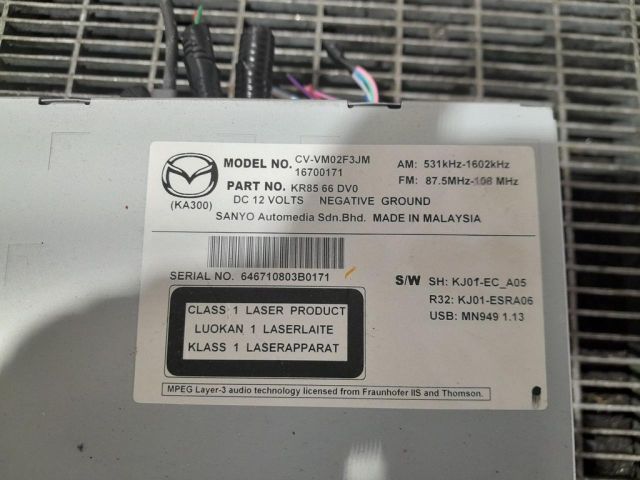 MODEL NO. CV-VM02F3JM
16700171
AM: 531kHz-1602kHz
PART NO. KR85 66 DV0
FM: 87.5MHz-108 MHz
(KA300)
DC 12 VOLTS NEGATIVE GROUND
SANYO Automedia Sdn.Bhd. MADE IN MALAYSIA
SERIAL NO. 646710803B0171
S/W SH: KJ01-EC_A05
R32: KJ01-ESRA06
USB: MN949 1.13
CLASS 1 LASER PRODUCT
LUOKAN 1 LASERLAITE
KLASS 1 LASERAPPARAT
MPEG Layer-3 audio technology licensed from Fraunhofer IIS and Thomson.